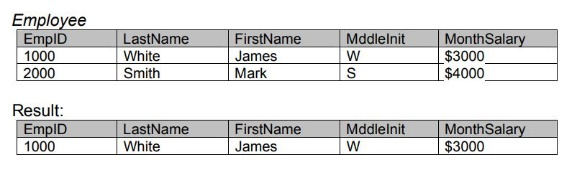 Employee
EmpID LastName FirstName MddleInit MonthSalary
1000 White James W $3000
2000 Smith Mark S $4000
Result:
EmpID LastName FirstName MddleInit MonthSalary
1000 White James W $3000